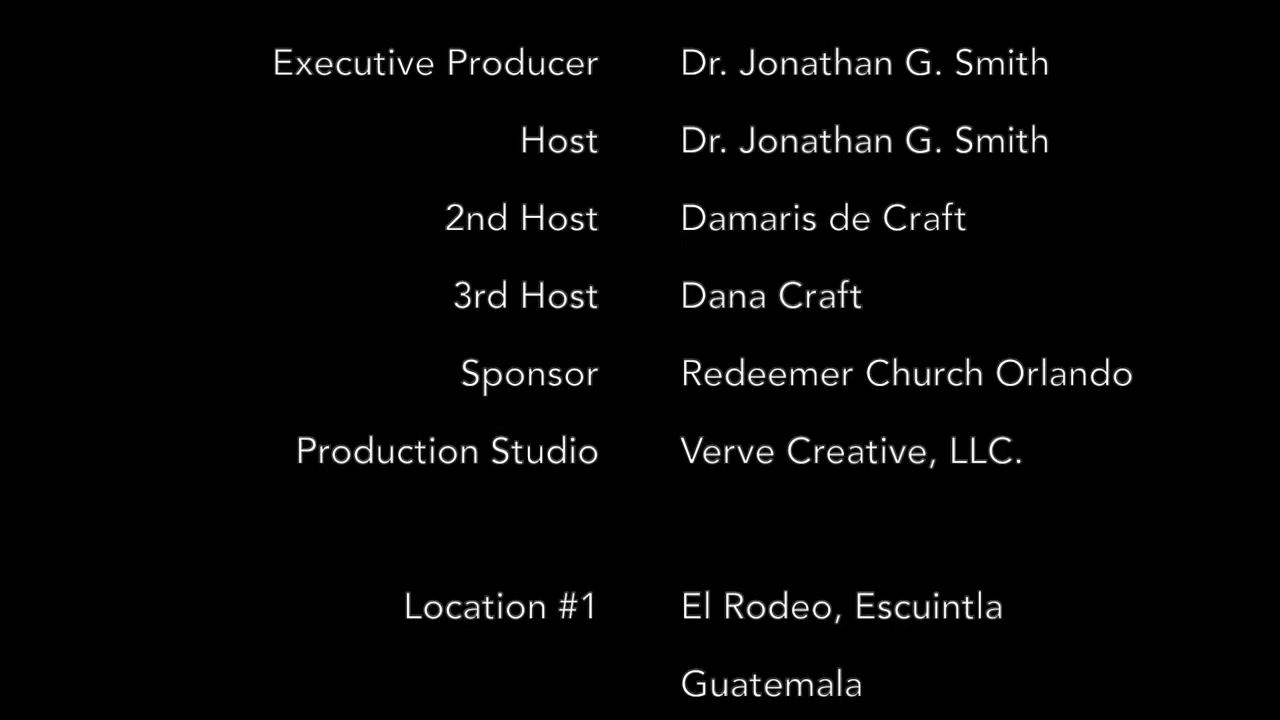 Executive Producer Dr. Jonathan G. Smith
Host Dr. Jonathan G. Smith
2nd Host Damaris de Craft
3rd Host Dana Craft
Sponsor Redeemer Church Orlando
Production Studio Verve Creative, LLC.
Location #1 El Rodeo, Escuintla
Guatemala